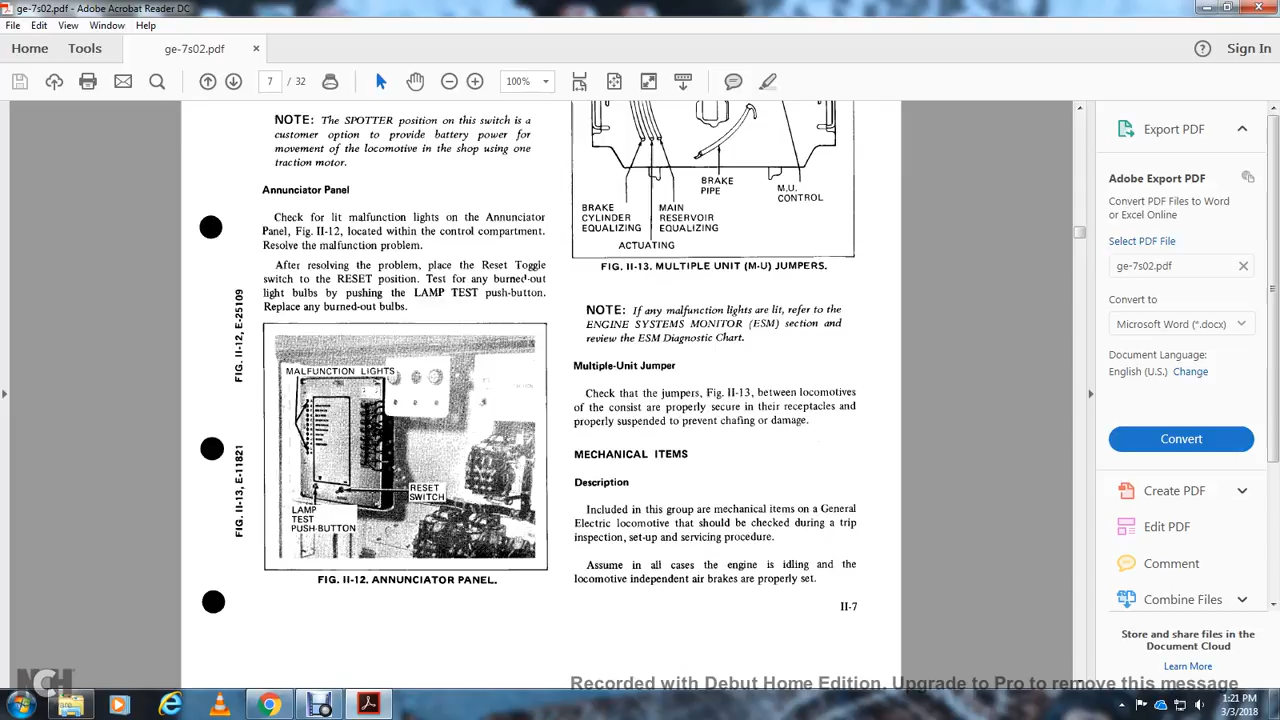 ge-7s02.pdf - Adobe Acrobat Reader DC
File Edit View Window Help
Home Tools ge-7s02.pdf × ? Sign In
7 / 32 100%
NOTE: The SPOTTER position on this switch is a
customer option to provide battery power for
movement of the locomotive in the shop using one
traction motor.
Annunciator Panel
Check for lit malfunction lights on the Annunciator
Panel, Fig. II-12, located within the control compartment.
Resolve the malfunction problem.
After resolving the problem, place the Reset Toggle
switch to the RESET position. Test for any burned-out
light bulbs by pushing the LAMP TEST push-button.
Replace any burned-out bulbs.
FIG. II-12, E-25109
FIG. II-13, E-11821
MALFUNCTION LIGHTS
RESET
SWITCH
LAMP
TEST
PUSH-BUTTON
FIG. II-12. ANNUNCIATOR PANEL.
BRAKE
PIPE
M.U.
CONTROL
BRAKE
CYLINDER
EQUALIZING
MAIN
RESERVOIR
EQUALIZING
ACTUATING
FIG. II-13. MULTIPLE UNIT (M-U) JUMPERS.
NOTE: If any malfunction lights are lit, refer to the
ENGINE SYSTEMS MONITOR (ESM) section and
review the ESM Diagnostic Chart.
Multiple-Unit Jumper
Check that the jumpers, Fig. II-13, between locomotives
of the consist are properly secure in their receptacles and
properly suspended to prevent chafing or damage.
MECHANICAL ITEMS
Description
Included in this group are mechanical items on a General
Electric locomotive that should be checked during a trip
inspection, set-up and servicing procedure.
Assume in all cases the engine is idling and the
locomotive independent air brakes are properly set.
II-7
Export PDF
Adobe Export PDF
Convert PDF Files to Word
or Excel Online
Select PDF File
ge-7s02.pdf
Convert to
Microsoft Word (*.docx)
Document Language:
English (U.S.) Change
Convert
Create PDF
Edit PDF
Comment
Combine Files
Store and share files in the
Document Cloud
Learn More
NCH
Recorded with Debut Home Edition. Upgrade to Pro to remove this message
1:21 PM
3/3/2018